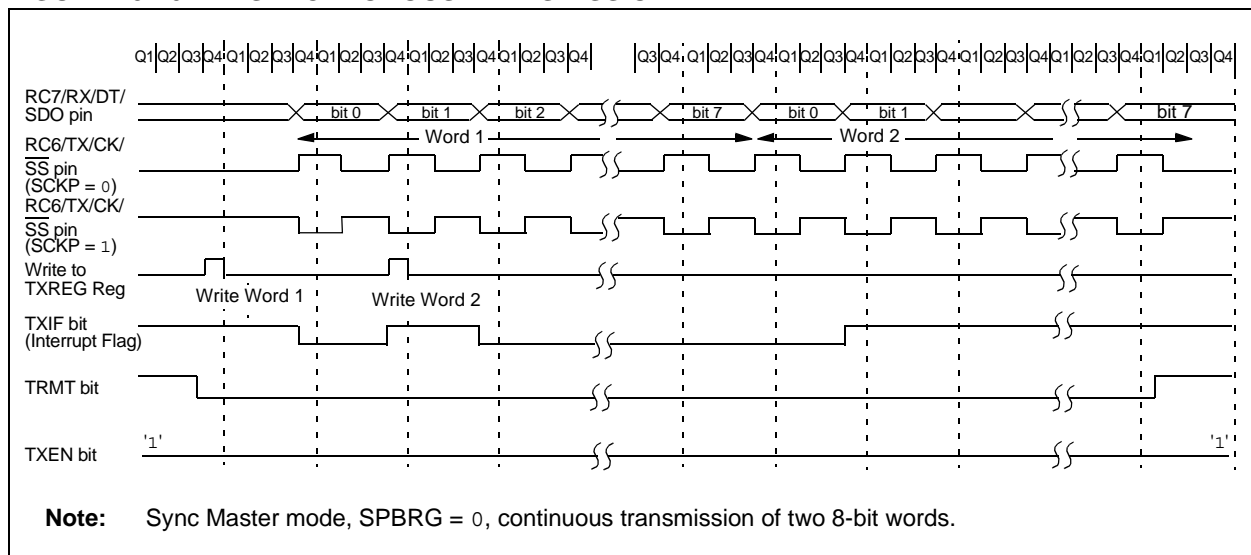 Q1 Q2 Q3 Q4 Q1 Q2 Q3 Q4 Q1 Q2 Q3 Q4 Q1 Q2 Q3 Q4 Q1 Q2 Q3 Q4 Q3 Q4 Q1 Q2 Q3 Q4 Q1 Q2 Q3 Q4 Q1 Q2 Q3 Q4 Q1 Q2 Q3 Q4 Q1 Q2 Q3 Q4 Q1 Q2 Q3 Q4
RC7/RX/DT/
SDO pin
bit 0 bit 1 bit 2 bit 7 bit 0 bit 1 bit 7
Word 1 Word 2
RC6/TX/CK/
SS pin
(SCKP = 0)
RC6/TX/CK/
SS pin
(SCKP = 1)
Write to
TXREG Reg
Write Word 1 Write Word 2
TXIF bit
(Interrupt Flag)
TRMT bit
'1' '1'
TXEN bit
Note: Sync Master mode, SPBRG = 0, continuous transmission of two 8-bit words.